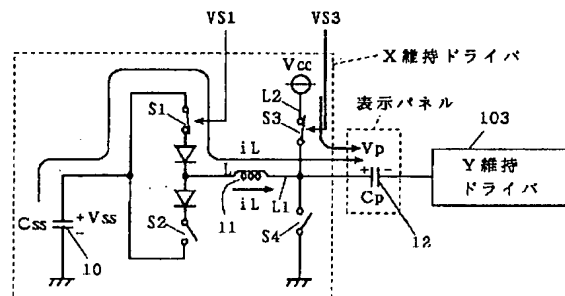 VS1
VS3
X維持ドライバ
Vcc
L2
S1
S3
表示パネル
103
iL
Vp
L
+ -
Y維持
ドライバ
iL
11
L1
Cp
Css
+Vss
-
S2
S4
12
10